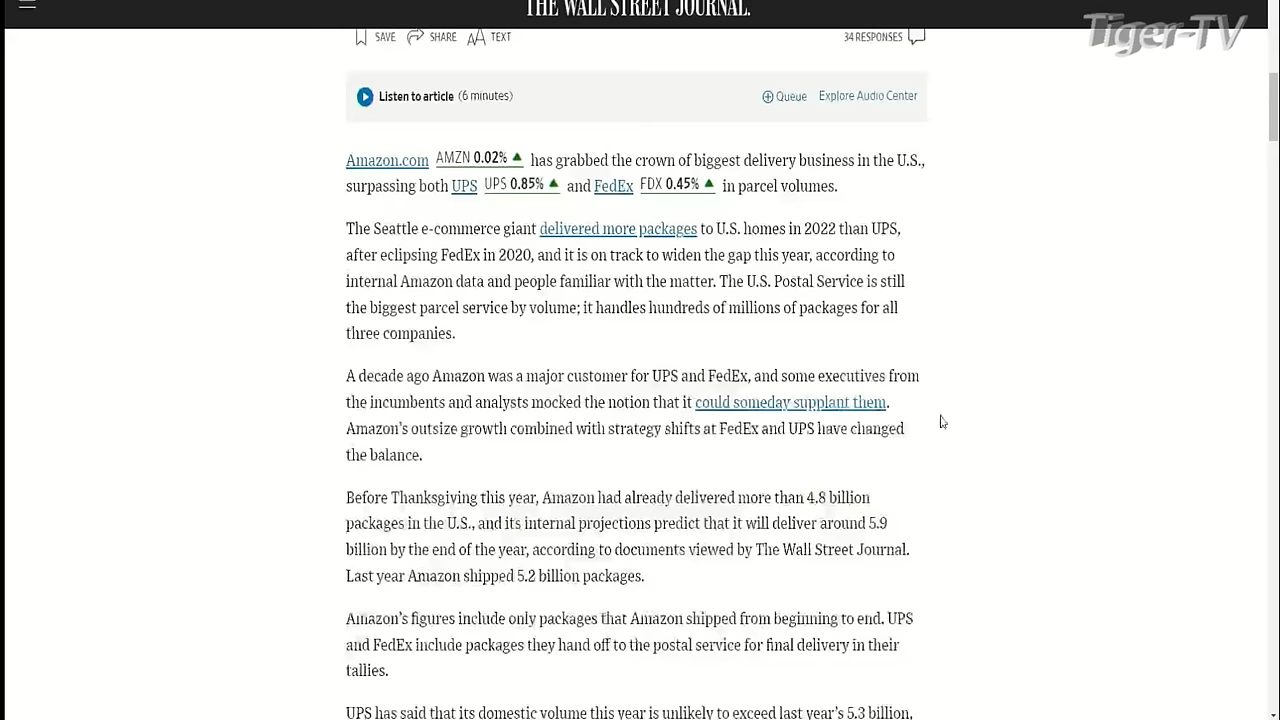 THE WALL STREET JOURNAL.
Tiger-TV
SAVE SHARE AA TEXT 34 RESPONSES
Listen to article (6 minutes) Queue Explore Audio Center
Amazon.com AMZN 0.02% ▲ has grabbed the crown of biggest delivery business in the U.S.,
surpassing both UPS UPS 0.85% ▲ and FedEx FDX 0.45% ▲ in parcel volumes.
The Seattle e-commerce giant delivered more packages to U.S. homes in 2022 than UPS,
after eclipsing FedEx in 2020, and it is on track to widen the gap this year, according to
internal Amazon data and people familiar with the matter. The U.S. Postal Service is still
the biggest parcel service by volume; it handles hundreds of millions of packages for all
three companies.
A decade ago Amazon was a major customer for UPS and FedEx, and some executives from
the incumbents and analysts mocked the notion that it could someday supplant them.
Amazon's outsize growth combined with strategy shifts at FedEx and UPS have changed
the balance.
Before Thanksgiving this year, Amazon had already delivered more than 4.8 billion
packages in the U.S., and its internal projections predict that it will deliver around 5.9
billion by the end of the year, according to documents viewed by The Wall Street Journal.
Last year Amazon shipped 5.2 billion packages.
Amazon's figures include only packages that Amazon shipped from beginning to end. UPS
and FedEx include packages they hand off to the postal service for final delivery in their
tallies.
UPS has said that its domestic volume this year is unlikely to exceed last year's 5.3 billion,